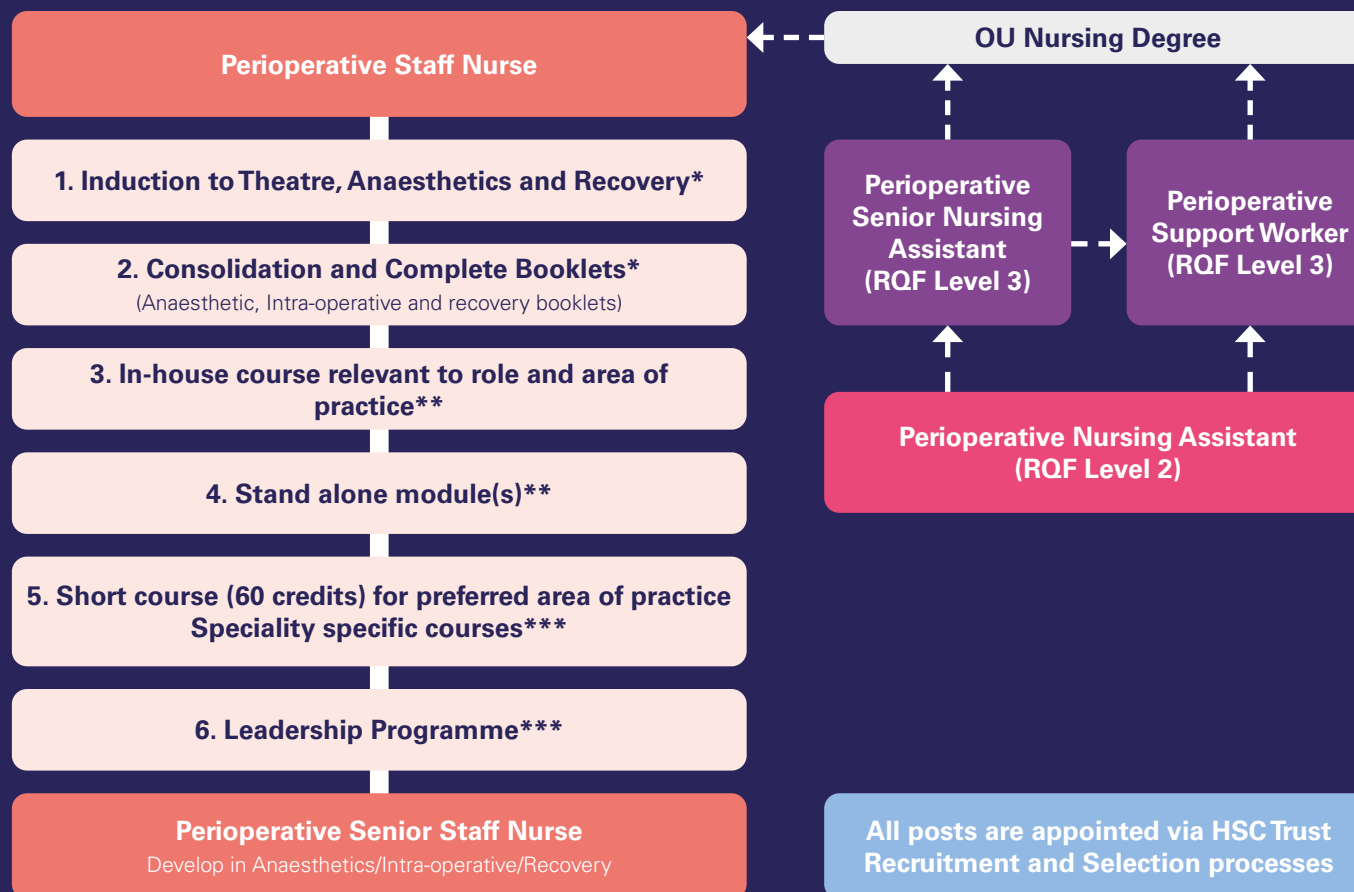 Perioperative Staff Nurse
1. Induction to Theatre, Anaesthetics and Recovery*
2. Consolidation and Complete Booklets*
(Anaesthetic, Intra-operative and recovery booklets)
3. In-house course relevant to role and area of
practice**
4. Stand alone module(s)**
5. Short course (60 credits) for preferred area of practice
Speciality specific courses***
6. Leadership Programme***
Perioperative Senior Staff Nurse
Develop in Anaesthetics/Intra-operative/Recovery
OU Nursing Degree
Perioperative
Senior Nursing
Assistant
(RQF Level 3)
Perioperative
Support Worker
(RQF Level 3)
Perioperative Nursing Assistant
(RQF Level 2)
All posts are appointed via HSC Trust
Recruitment and Selection processes